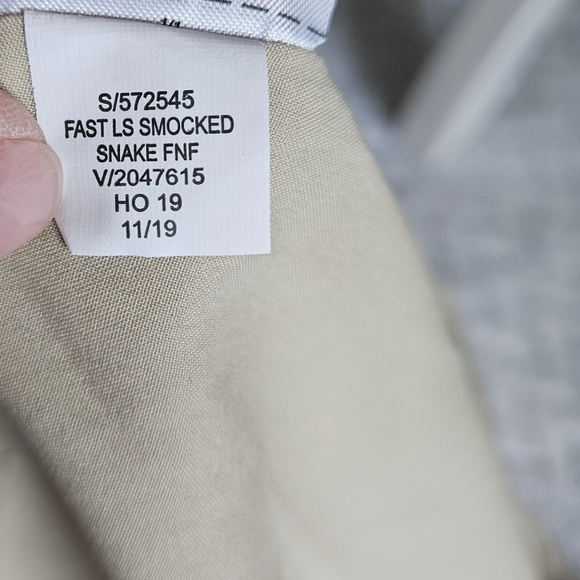 S/572545
FAST LS SMOCKED
SNAKE FNF
V/2047615
HO 19
11/19